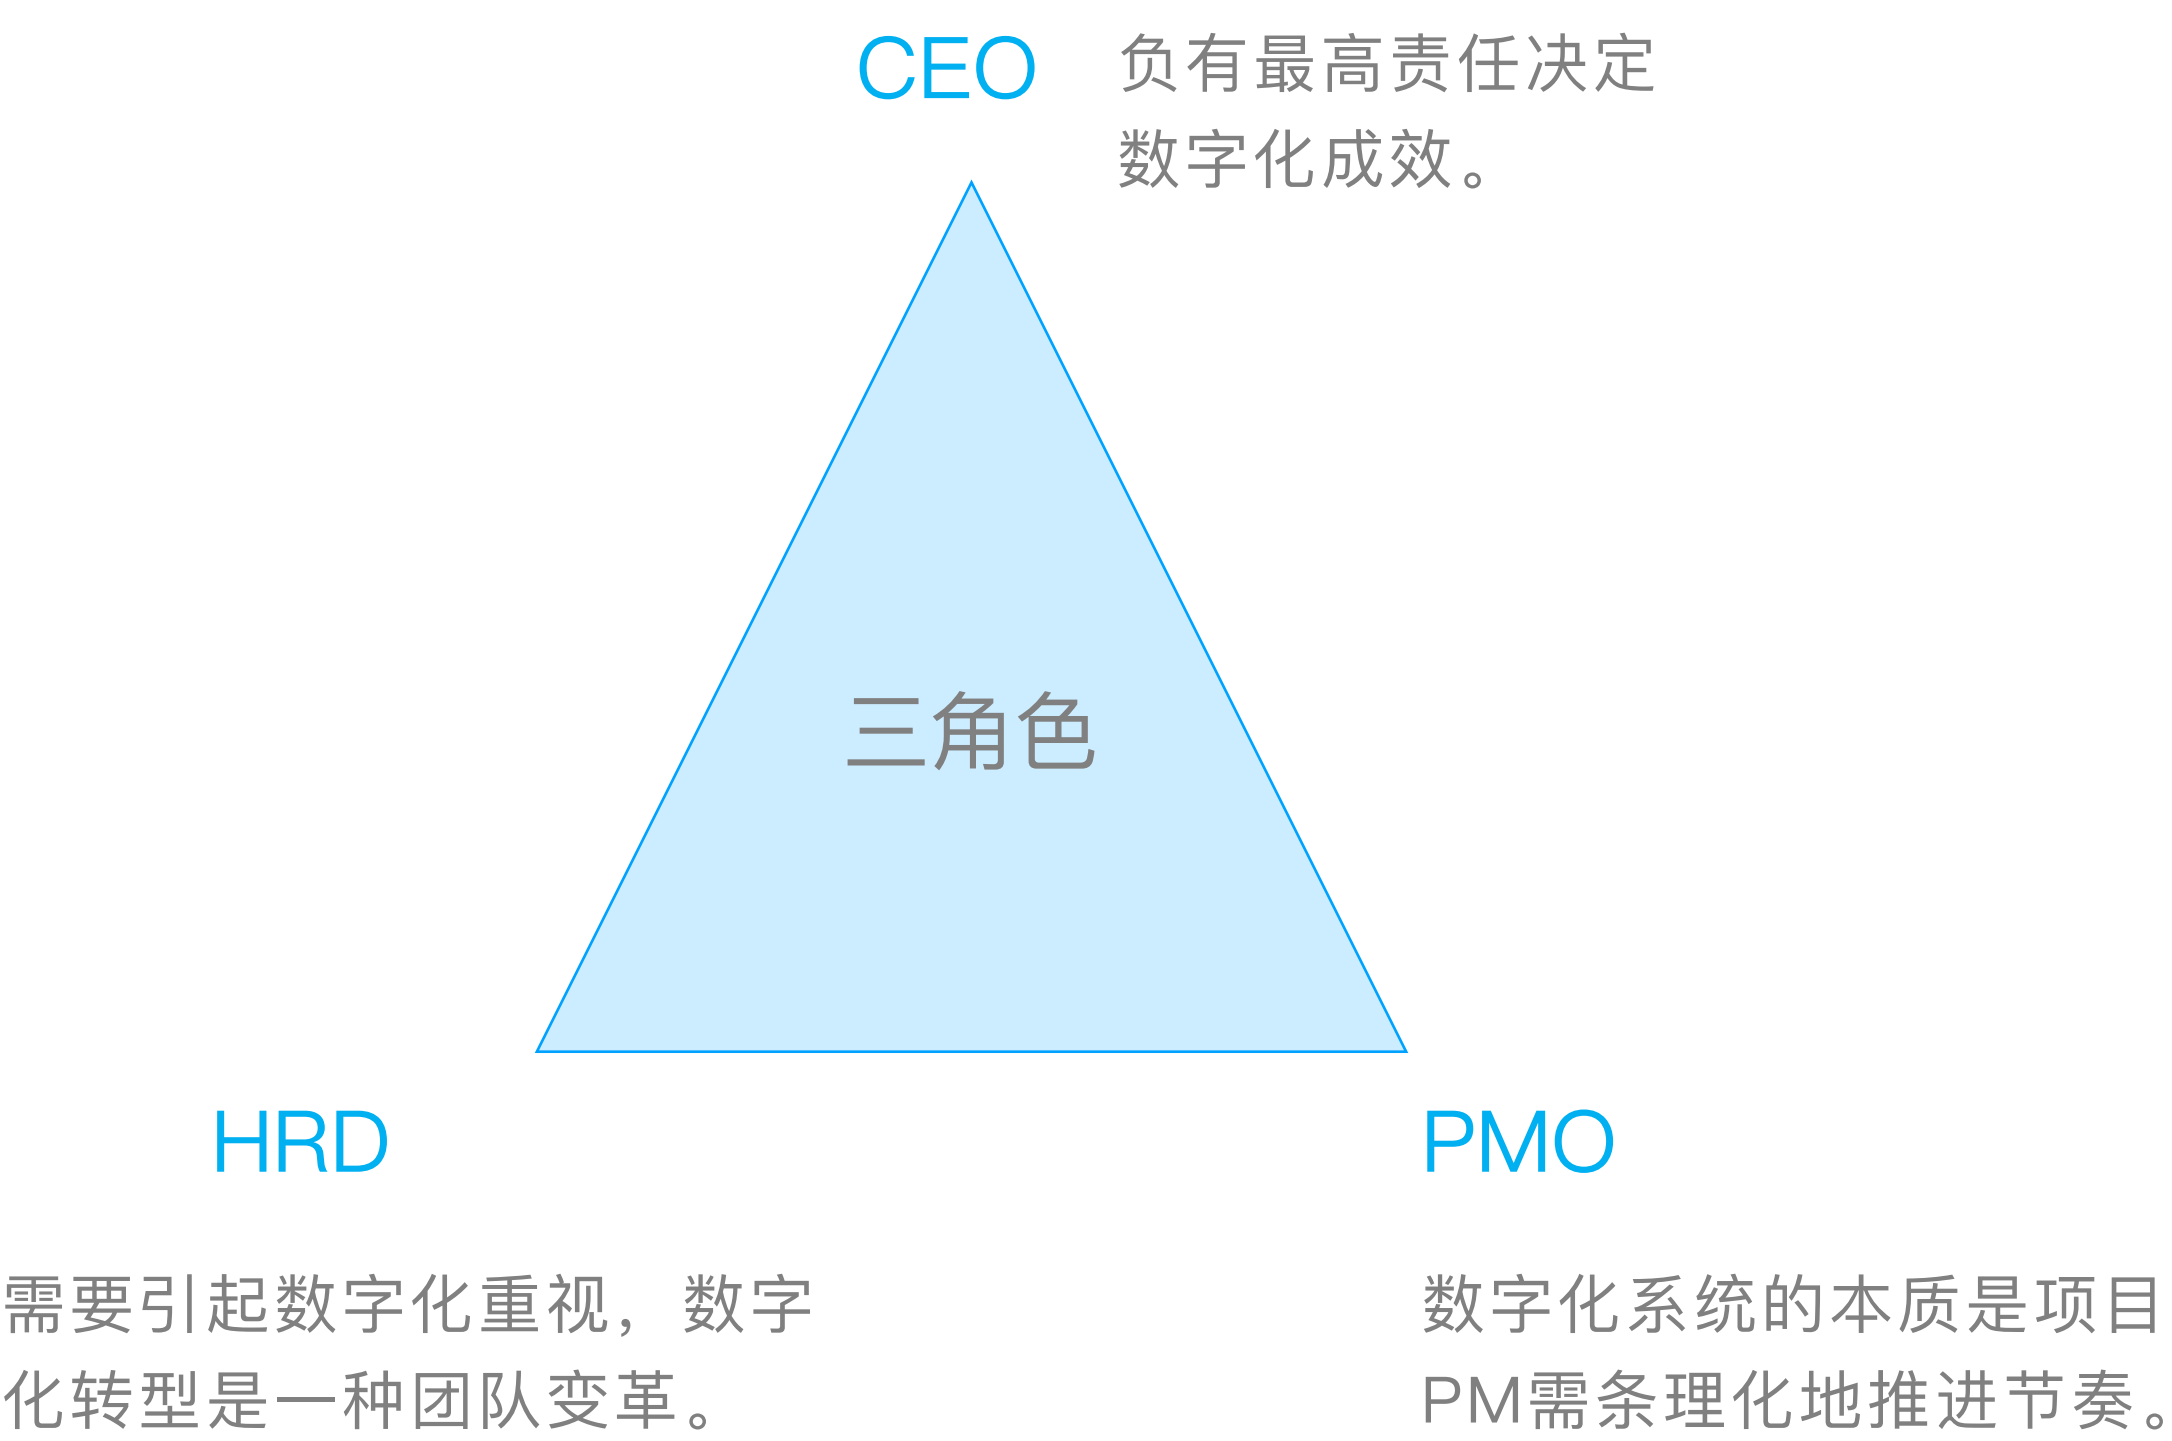 CEO
负有最高责任决定
数字化成效。
三角色
HRD
需要引起数字化重视，数字
化转型是一种团队变革。
PMO
数字化系统的本质是项目
PM需条理化地推进节奏。